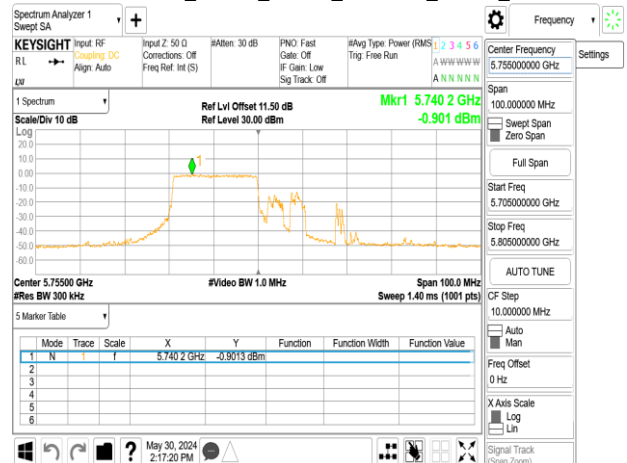 Spectrum Analyzer 1
Swept SA
Frequency
KEYSIGHT
Input: RF
Input Z: 50 Ω
#Atten: 30 dB
PNO: Fast
#Avg Type: Power (RMS
1 2 3 4 5 6
RL
Coupling: DC
Corrections: Off
Gate: Off
Trig: Free Run
A W W W W W
Align: Auto
Freq Ref: Int (S)
IF Gain: Low
Sig Track: Off
A N N N N N
LXI
Center Frequency
5.755000000 GHz
Settings
Span
100.000000 MHz
Swept Span
Zero Span
Full Span
Start Freq
5.705000000 GHz
Stop Freq
5.805000000 GHz
AUTO TUNE
CF Step
10.000000 MHz
Auto
Man
Freq Offset
0 Hz
X Axis Scale
Log
Lin
Signal Track
(Span Zoom)
1 Spectrum
Scale/Div 10 dB
Ref Lvl Offset 11.50 dB
Ref Level 30.00 dBm
Mkr1 5.740 2 GHz
-0.901 dBm
Log
20.0
10.0
0.00
-10.0
-20.0
-30.0
-40.0
-50.0
-60.0
1
Center 5.75500 GHz
#Video BW 1.0 MHz
Span 100.0 MHz
#Res BW 300 kHz
Sweep 1.40 ms (1001 pts)
5 Marker Table
Mode Trace Scale X Y Function Function Width Function Value
1 N 1 f 5.740 2 GHz -0.9013 dBm
2
3
4
5
6
?
May 30, 2024
2:17:20 PM